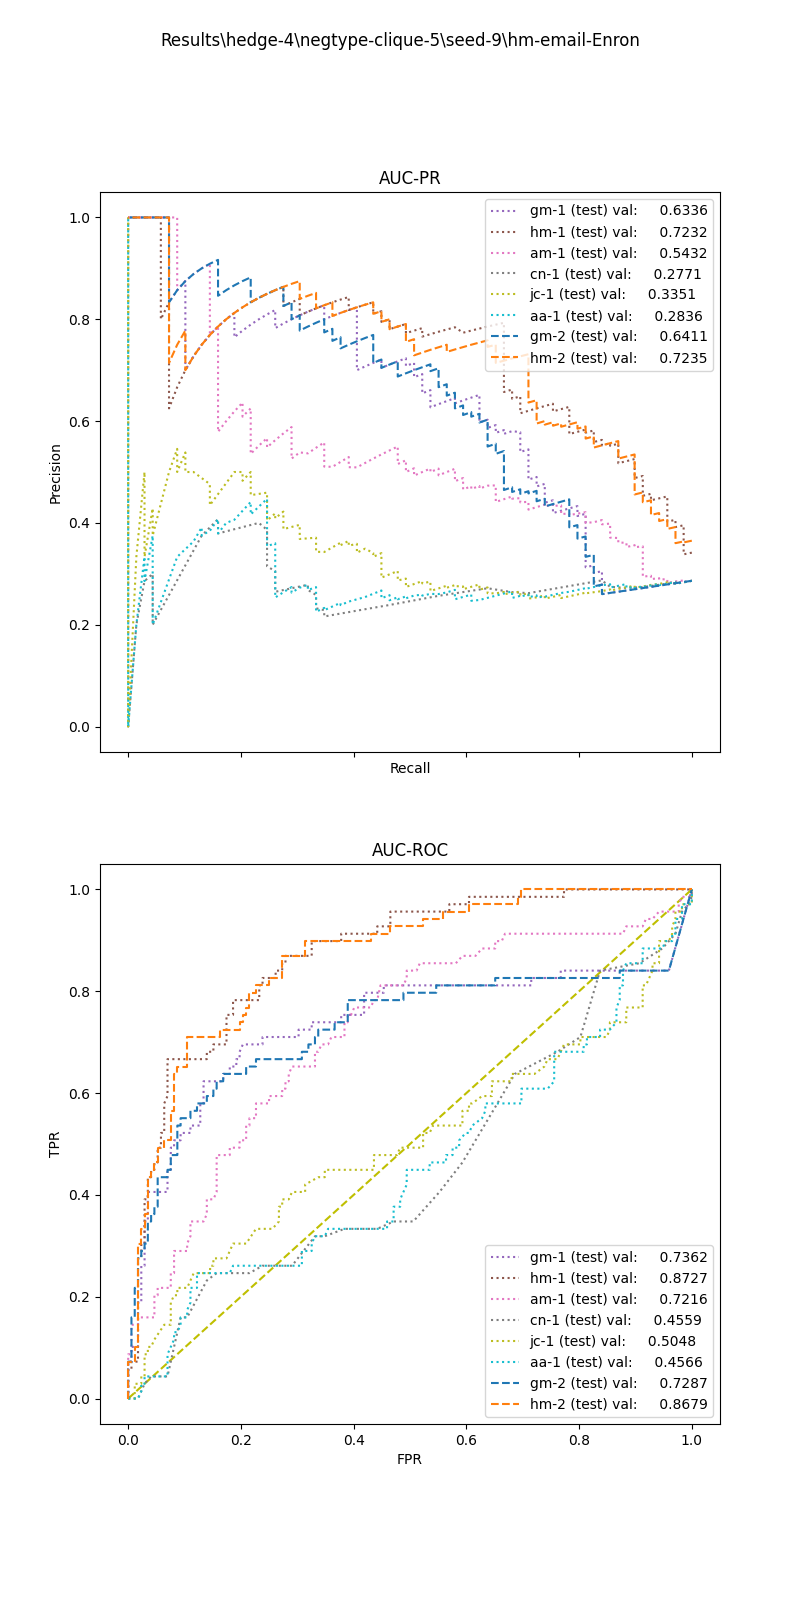 Results\hedge-4\negtype-clique-5\seed-9\hm-email-Enron
AUC-PR
1.0
0.8
0.6
0.4
0.2
0.0
Precision
gm-1 (test) val: 0.6336
hm-1 (test) val: 0.7232
am-1 (test) val: 0.5432
cn-1 (test) val: 0.2771
jc-1 (test) val: 0.3351
aa-1 (test) val: 0.2836
gm-2 (test) val: 0.6411
hm-2 (test) val: 0.7235
Recall
AUC-ROC
1.0
0.8
0.6
0.4
0.2
0.0
TPR
gm-1 (test) val: 0.7362
hm-1 (test) val: 0.8727
am-1 (test) val: 0.7216
cn-1 (test) val: 0.4559
jc-1 (test) val: 0.5048
aa-1 (test) val: 0.4566
gm-2 (test) val: 0.7287
hm-2 (test) val: 0.8679
0.0 0.2 0.4 0.6 0.8 1.0
FPR